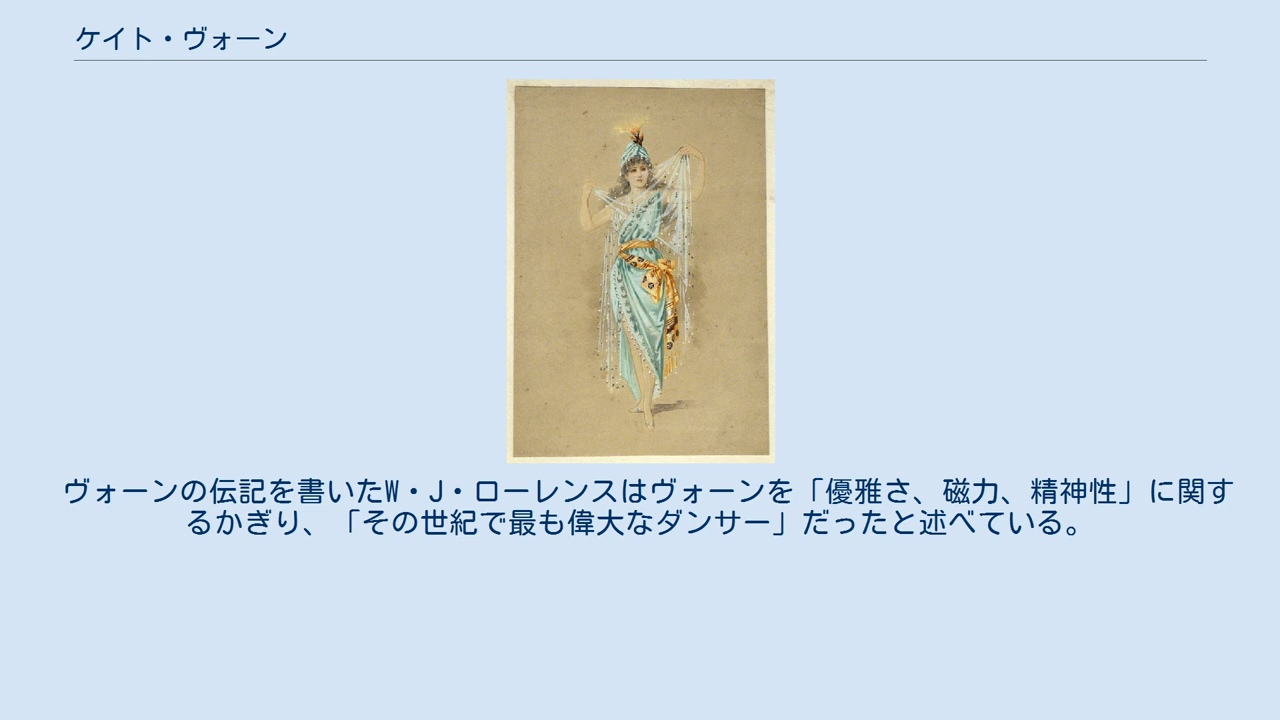 ケイト・ヴォーン
ヴォーンの伝記を書いたW・J・ローレンスはヴォーンを「優雅さ、磁力、精神性」に関す
るかぎり、「その世紀で最も偉大なダンサー」だったと述べている。